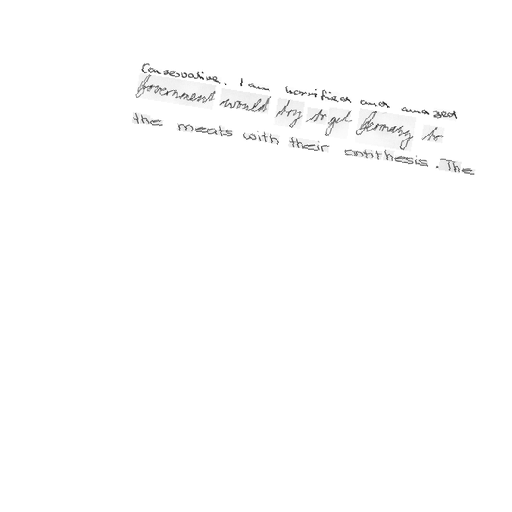 Conservative. I am horrified and amazed
Government would try to get Germany to
the meats with their antithesis. The